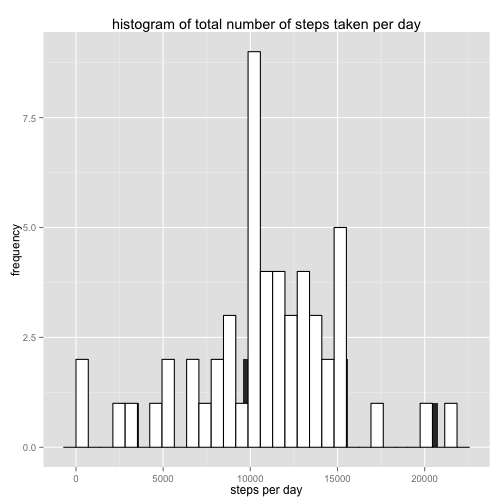 histogram of total number of steps taken per day
7.5
5.0
2.5
0.0
frequency
0 5000 10000 15000 20000
steps per day